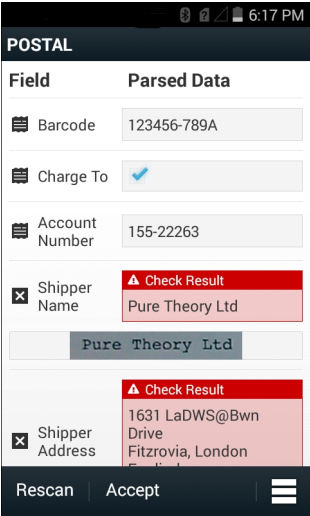 6:17 PM
POSTAL
Field Parsed Data
Barcode 123456-789A
Charge To
Account
Number
155-22263
Check Result
Shipper
Name
Pure Theory Ltd
Pure Theory Ltd
Check Result
Shipper
Address
1631 LaDWS@Bwn
Drive
Fitzrovia, London
Rescan Accept